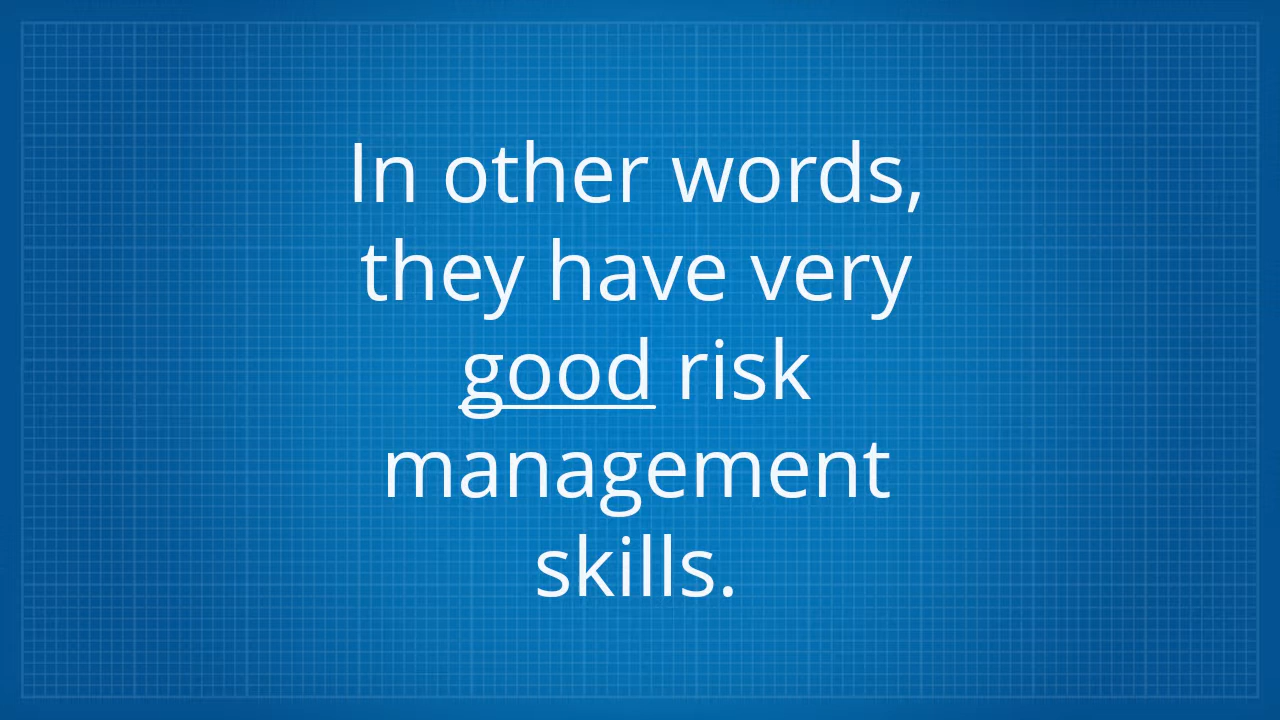 In other words,
they have very
good risk
management
skills.